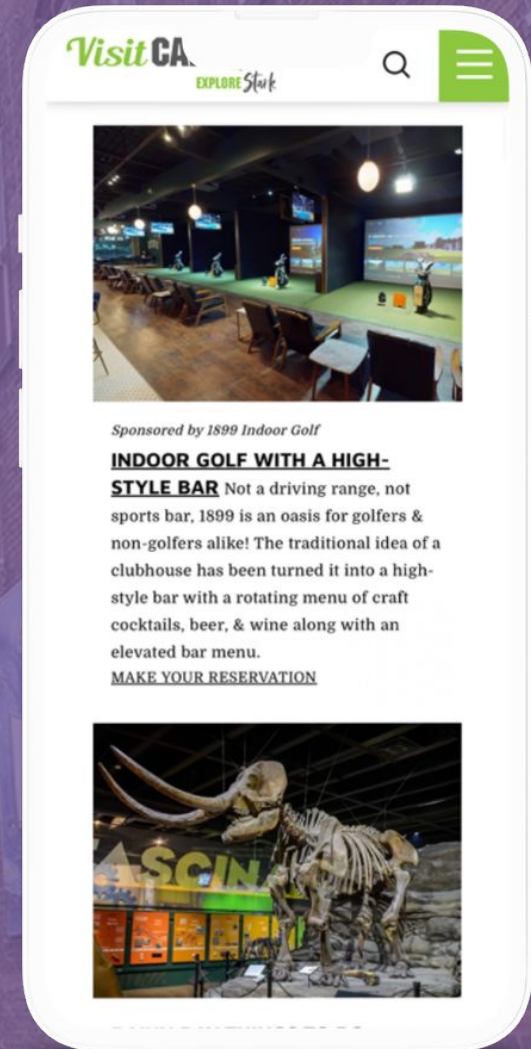 Visit CA
EXPLORE Stark
Sponsored by 1899 Indoor Golf
INDOOR GOLF WITH A HIGH-
STYLE BAR Not a driving range, not
sports bar, 1899 is an oasis for golfers &
non-golfers alike! The traditional idea of a
clubhouse has been turned it into a high-
style bar with a rotating menu of craft
cocktails, beer, & wine along with an
elevated bar menu.
MAKE YOUR RESERVATION
ASCINA